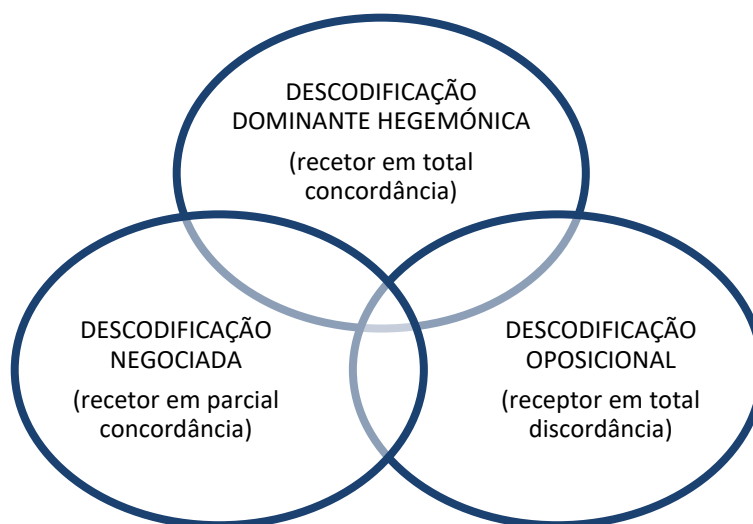 DESCODIFICAÇÃO
DOMINANTE HEGEMÓNICA
(recetor em total
concordância)
DESCODIFICAÇÃO
NEGOCIADA
(recetor em parcial
concordância)
DESCODIFICAÇÃO
OPOSICIONAL
(receptor em total
discordância)